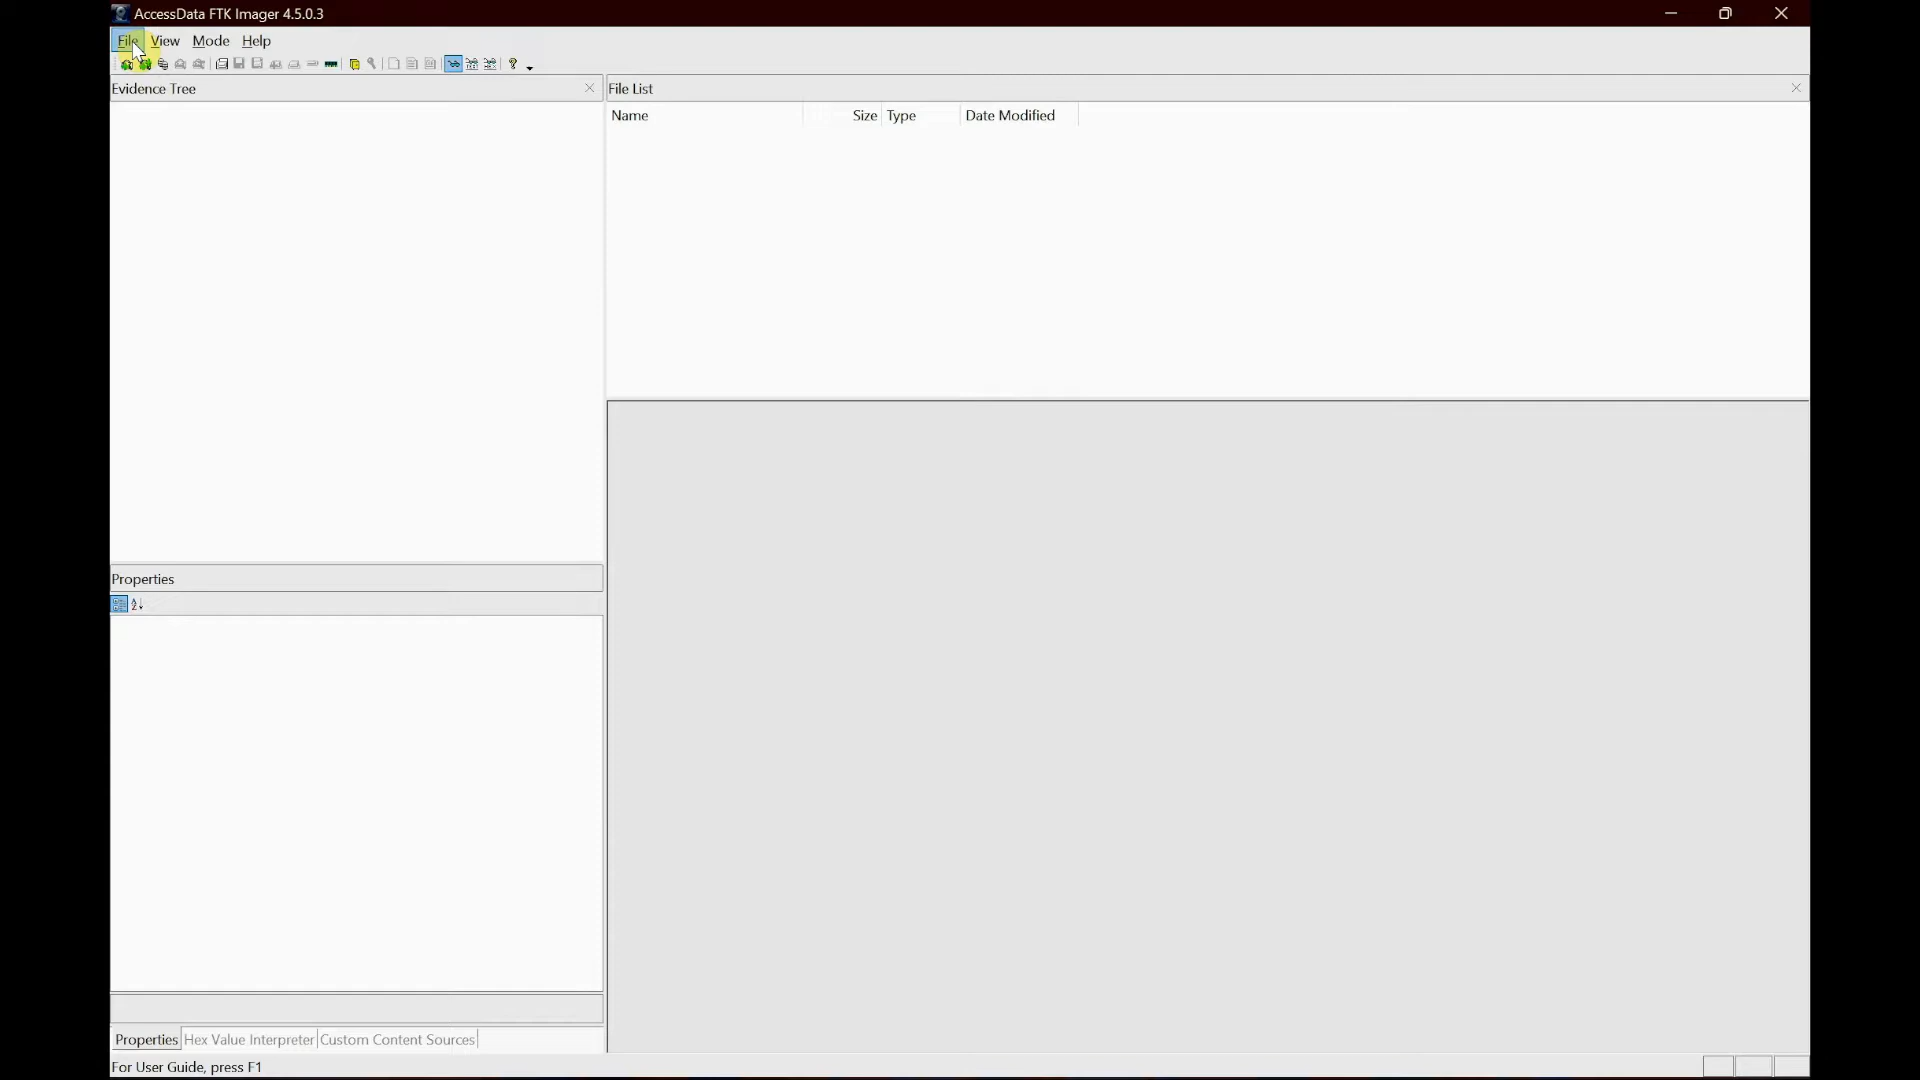 AccessData FTK Imager 4.5.0.3
File View Mode Help
Evidence Tree
File List
Name Size Type Date Modified
Properties
Properties Hex Value Interpreter Custom Content Sources
For User Guide, press F1